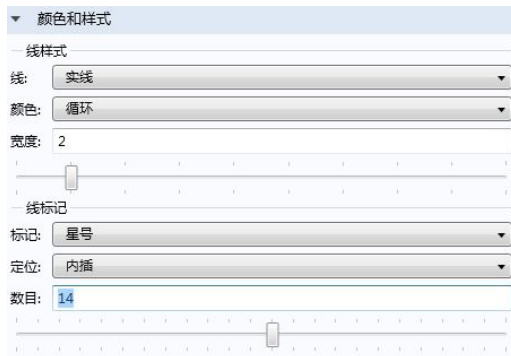 颜色和样式
线样式
线: 实线
颜色: 循环
宽度: 2
线标记
标记: 星号
定位: 内插
数目: 14